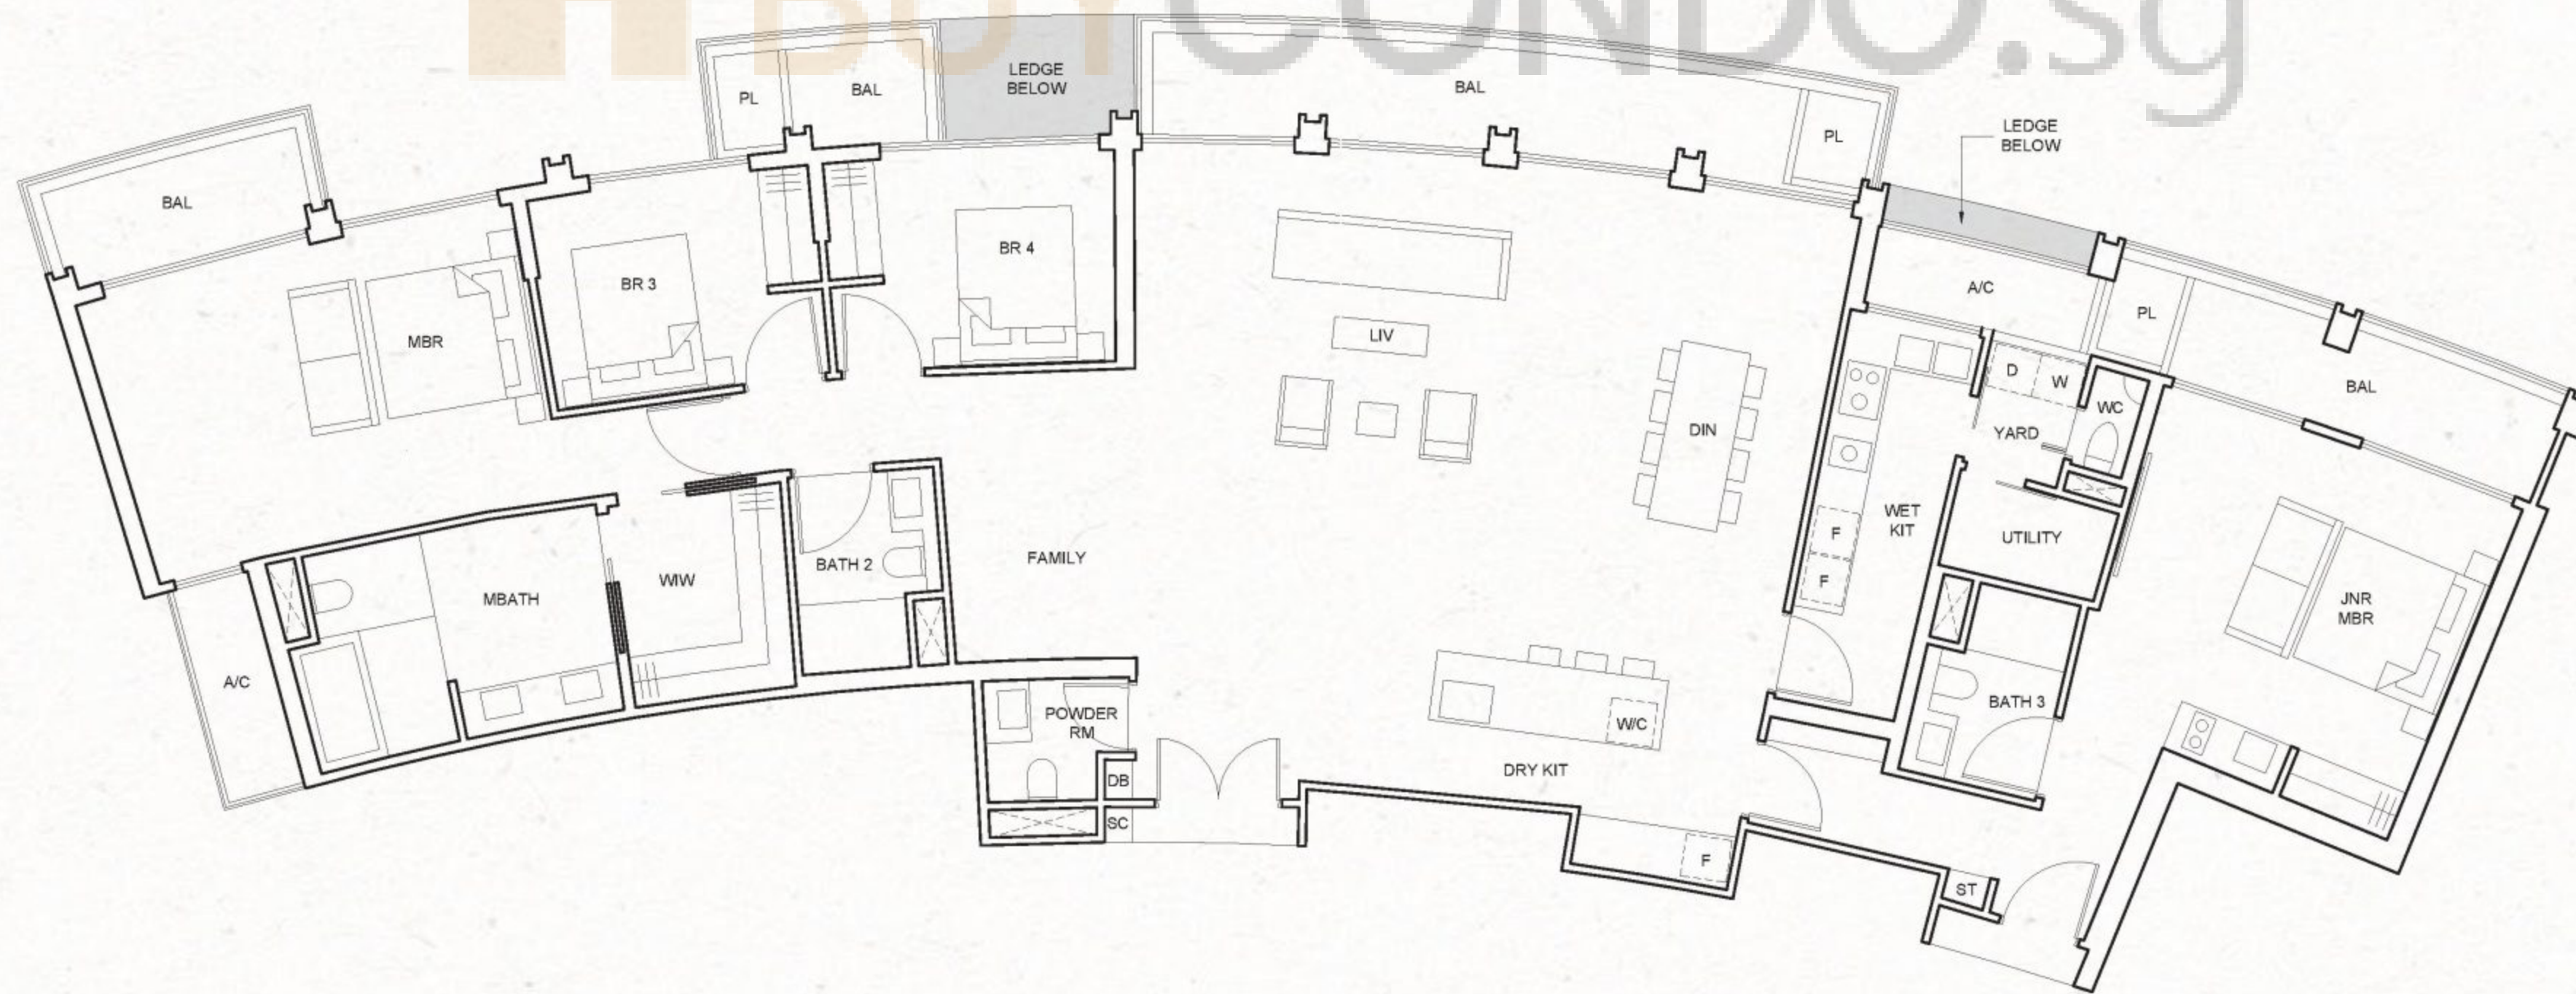 BUYCONDO.sg
LEDGE
BELOW
PL
BAL
BAL
PL
LEDGE
BELOW
BAL
BR 4
BR 3
A/C
PL
LIV
MBR
D
W
BAL
WC
DIN
YARD
WET
KIT
F
UTILITY
FAMILY
BATH 2
F
WIW
MBATH
JNR
MBR
A/C
BATH 3
POWDER
RM
W/C
DRY KIT
DB
SC
F
ST